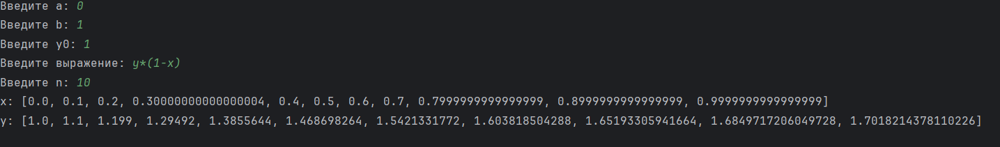 Введите a: 0
Введите b: 1
Введите y0: 1
Введите выражение: y*(1-x)
Введите n: 10
x: [0.0, 0.1, 0.2, 0.30000000000000004, 0.4, 0.5, 0.6, 0.7, 0.7999999999999999, 0.8999999999999999, 0.9999999999999999]
y: [1.0, 1.1, 1.199, 1.29492, 1.3855644, 1.468698264, 1.5421331772, 1.603818504288, 1.65193305941664, 1.6849717206049728, 1.7018214378110226]